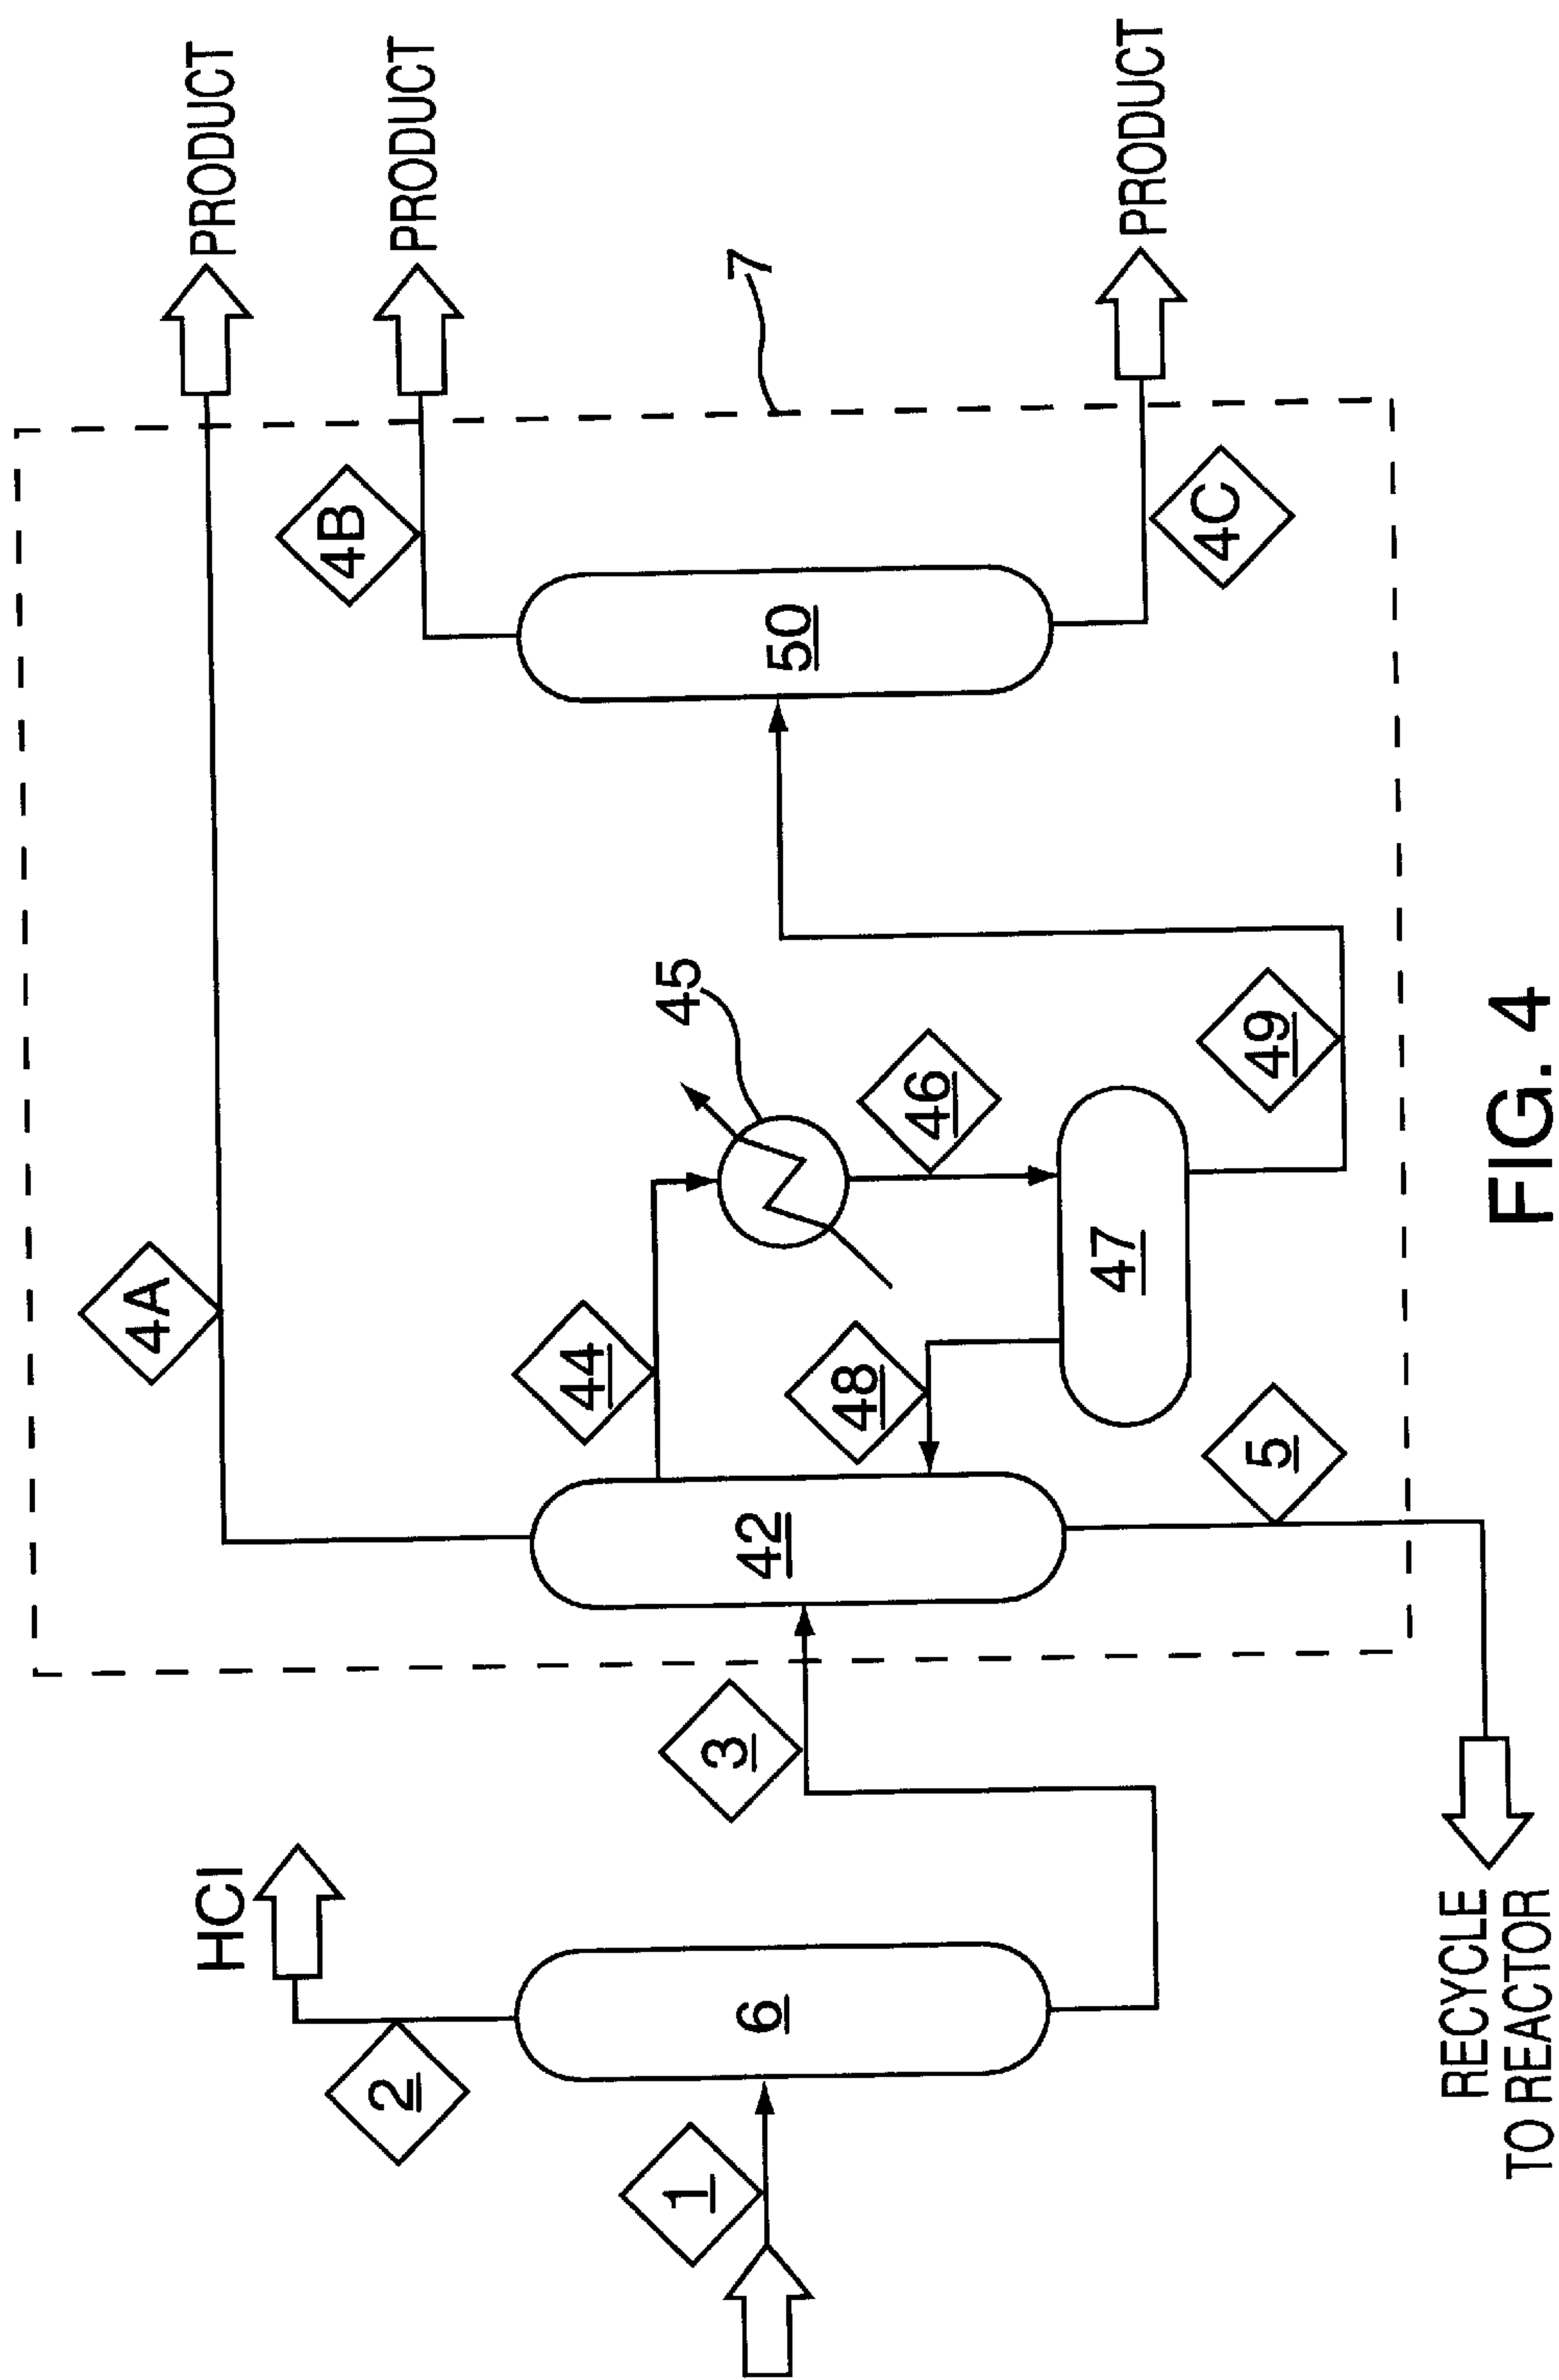 PRODUCT
PRODUCT
PRODUCT
7
4A
4B
4C
50
45
44
46
49
48
47
42
5
3
HCl
2
6
1
RECYCLE
TO REACTOR
FIG. 4